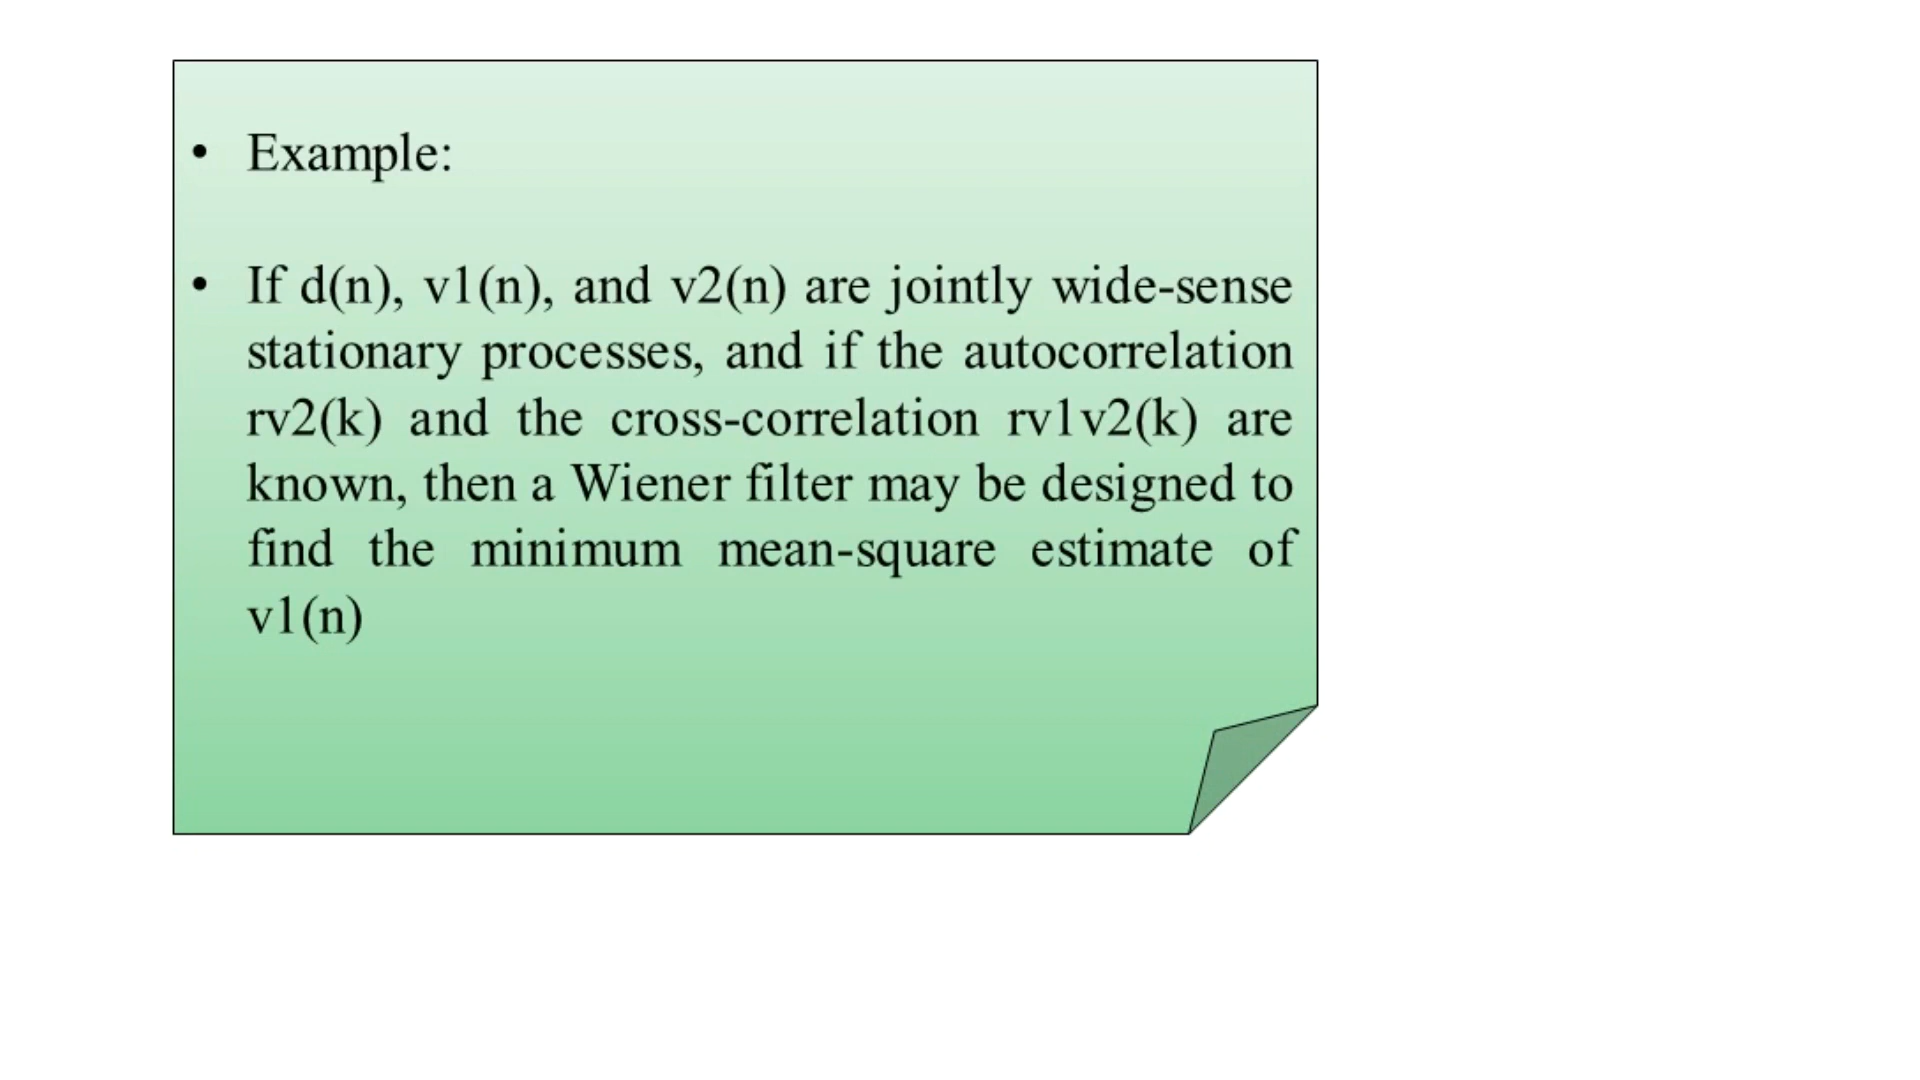 • Example:
• If d(n), v1(n), and v2(n) are jointly wide-sense
stationary processes, and if the autocorrelation
rv2(k) and the cross-correlation rv1v2(k) are
known, then a Wiener filter may be designed to
find the minimum mean-square estimate of
v1(n)